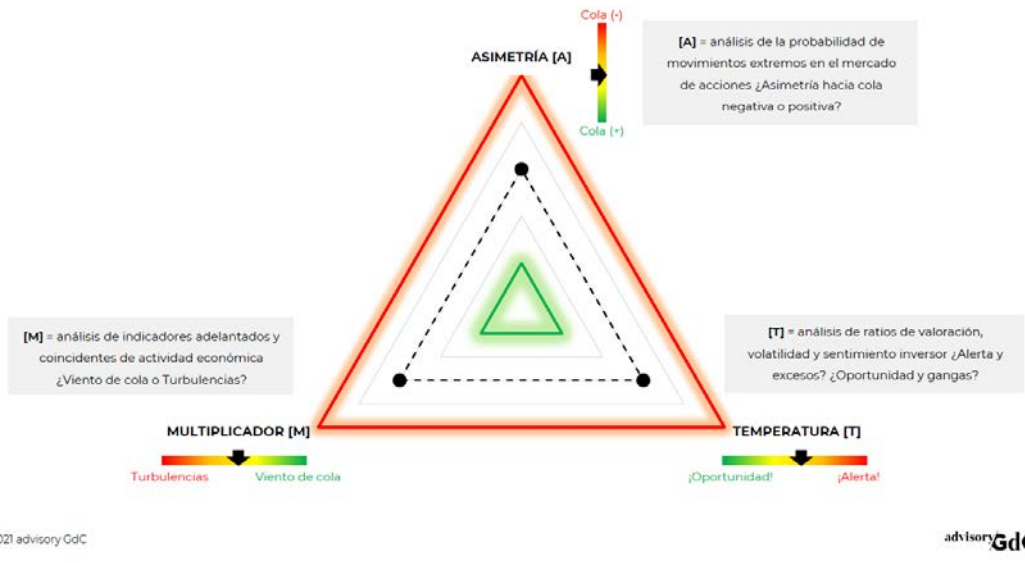 Cola (-)
ASIMETRÍA [A]
Cola (+)
[A] = análisis de la probabilidad de
movimientos extremos en el mercado
de acciones ¿Asimetría hacia cola
negativa o positiva?
[M] = análisis de indicadores adelantados y
coincidentes de actividad económica
¿Viento de cola o Turbulencias?
[T] = análisis de ratios de valoración,
volatilidad y sentimiento inversor ¿Alerta y
excesos? ¿Oportunidad y gangas?
MULTIPLICADOR [M]
Turbulencias
Viento de cola
TEMPERATURA [T]
¡Oportunidad!
¡Alerta!
021 advisory GdC
advisory GdC